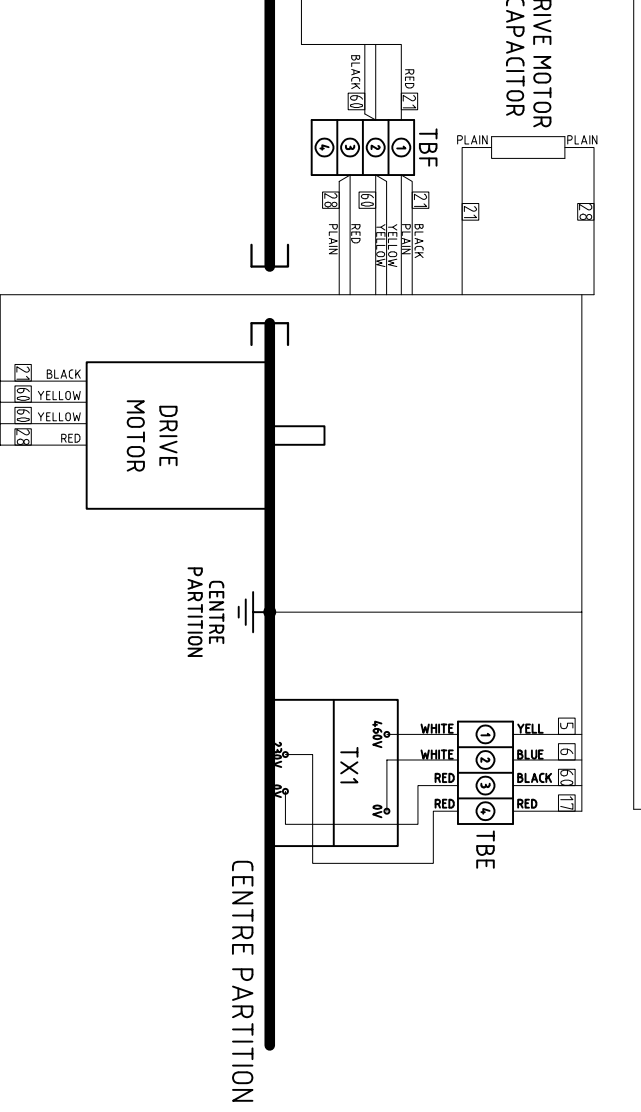 RIVE MOTOR
CAPACITOR
PLAIN
PLAIN
21
28
BLACK
60
RED
21
TBF
4
3
2
1
28
60
21
PLAIN
RED
YELLOW
YELLOW
PLAIN
BLACK
21 BLACK
60 YELLOW
60 YELLOW
28 RED
DRIVE
MOTOR
CENTRE
PARTITION
460V
0V
230V
0V
TX1
WHITE 1 YELL 5
WHITE 2 BLUE 6
RED 3 BLACK 60
RED 4 RED 17
TBE
CENTRE PARTITION